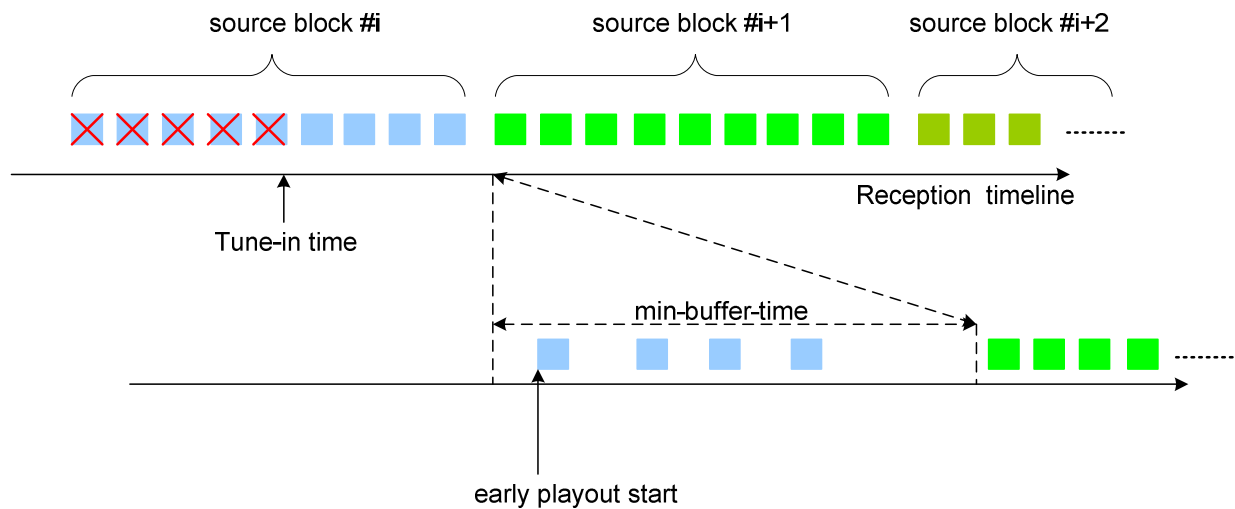 source block #i
source block #i+1
source block #i+2
Reception timeline
Tune-in time
min-buffer-time
early playout start